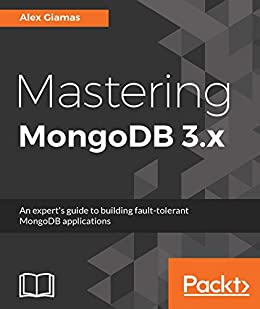 Alex Giamas
Mastering
MongoDB 3.x
An expert's guide to building fault-tolerant
MongoDB applications
Packt>